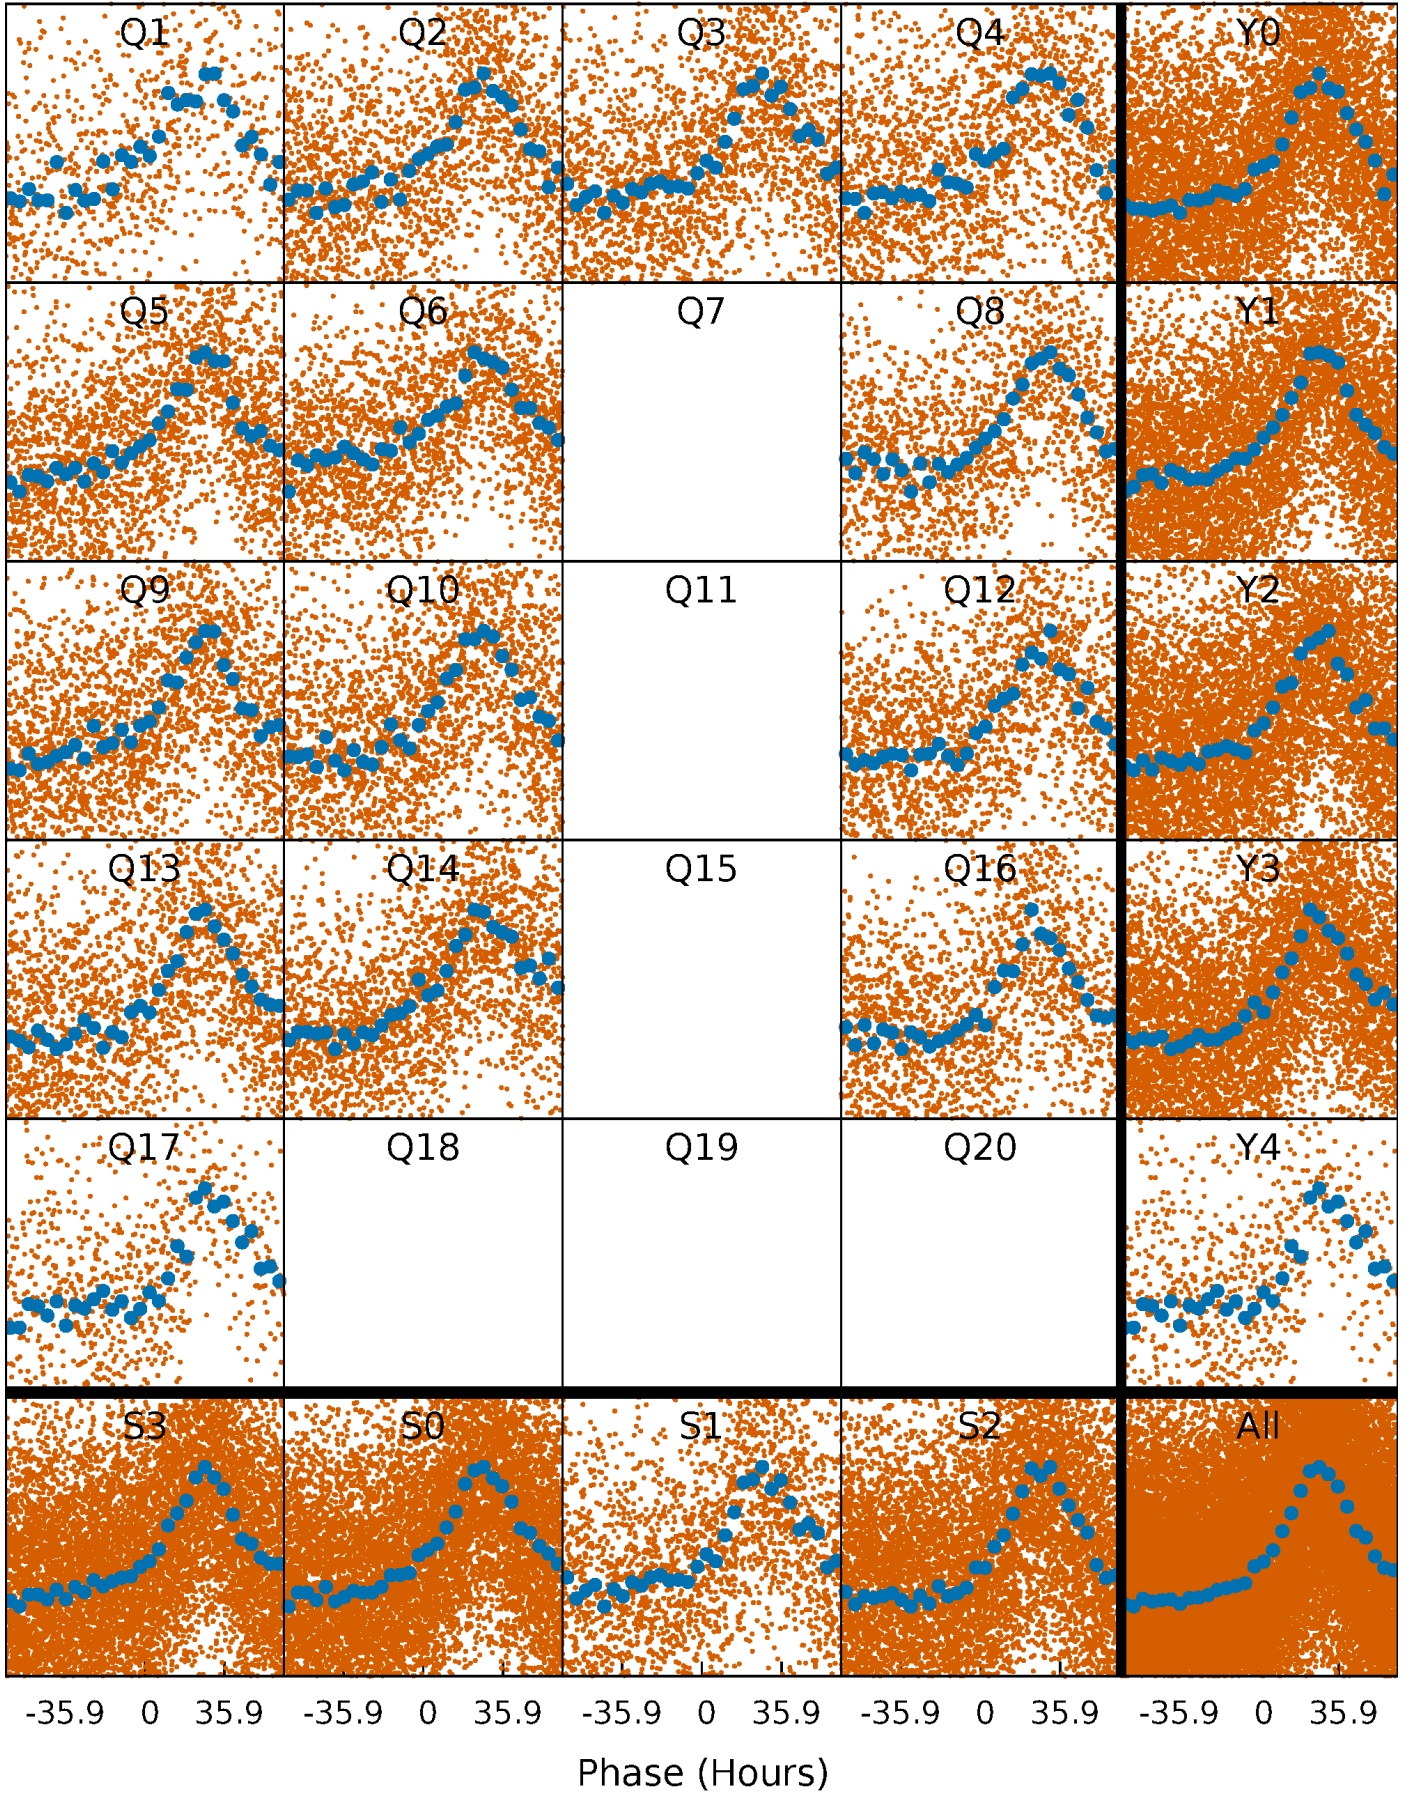 Q1 Q2 Q3 Q4 Y0
Q5 Q6 Q7 Q8 Y1
Q9 Q10 Q11 Q12 Y2
Q13 Q14 Q15 Q16 Y3
Q17 Q18 Q19 Q20 Y4
S3 S0 S1 S2 All
-35.9 0 35.9 -35.9 0 35.9 -35.9 0 35.9 -35.9 0 35.9 -35.9 0 35.9
Phase (Hours)